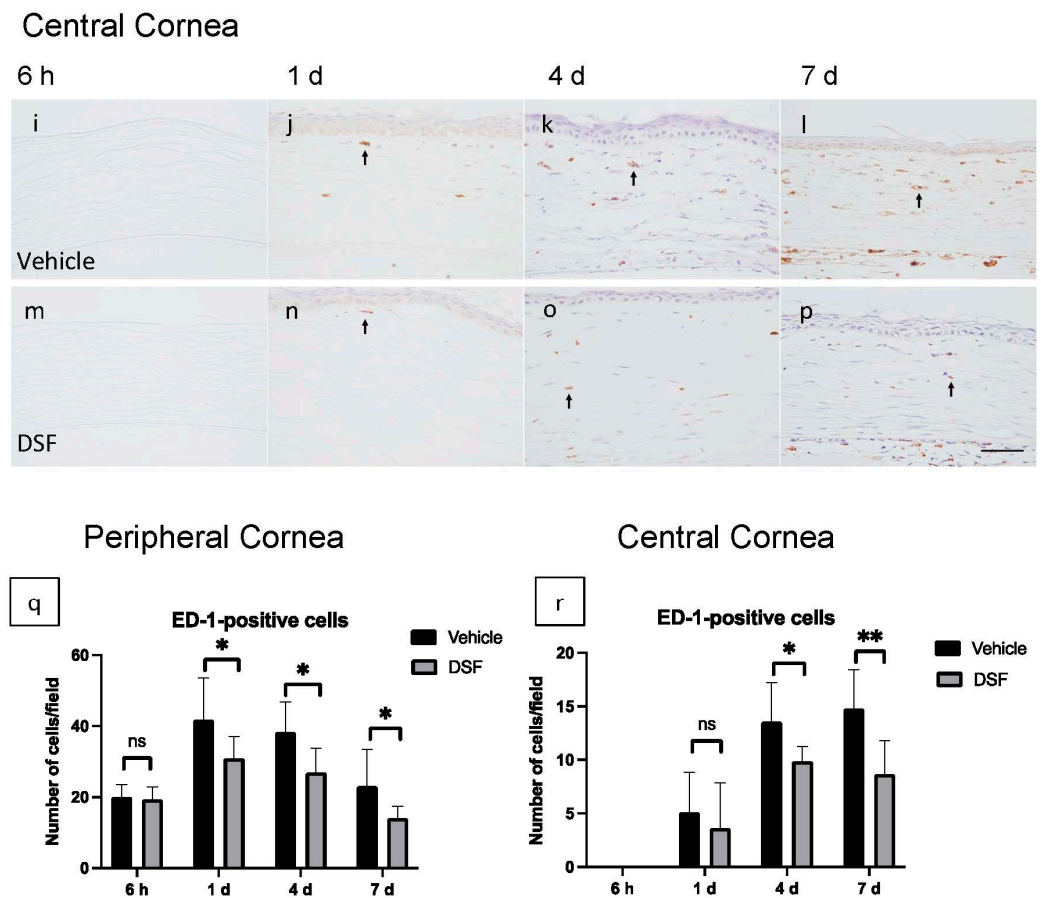 Central Cornea
6 h 1 d 4 d 7 d
i j k l
Vehicle
m n o p
DSF
Peripheral Cornea Central Cornea
q
ED-1-positive cells
Vehicle
DSF
Number of cells/field
60
40
20
0
ns * * *
6 h 1 d 4 d 7 d
r
ED-1-positive cells
Vehicle
DSF
Number of cells/field
20
15
10
5
0
ns * **
6 h 1 d 4 d 7 d